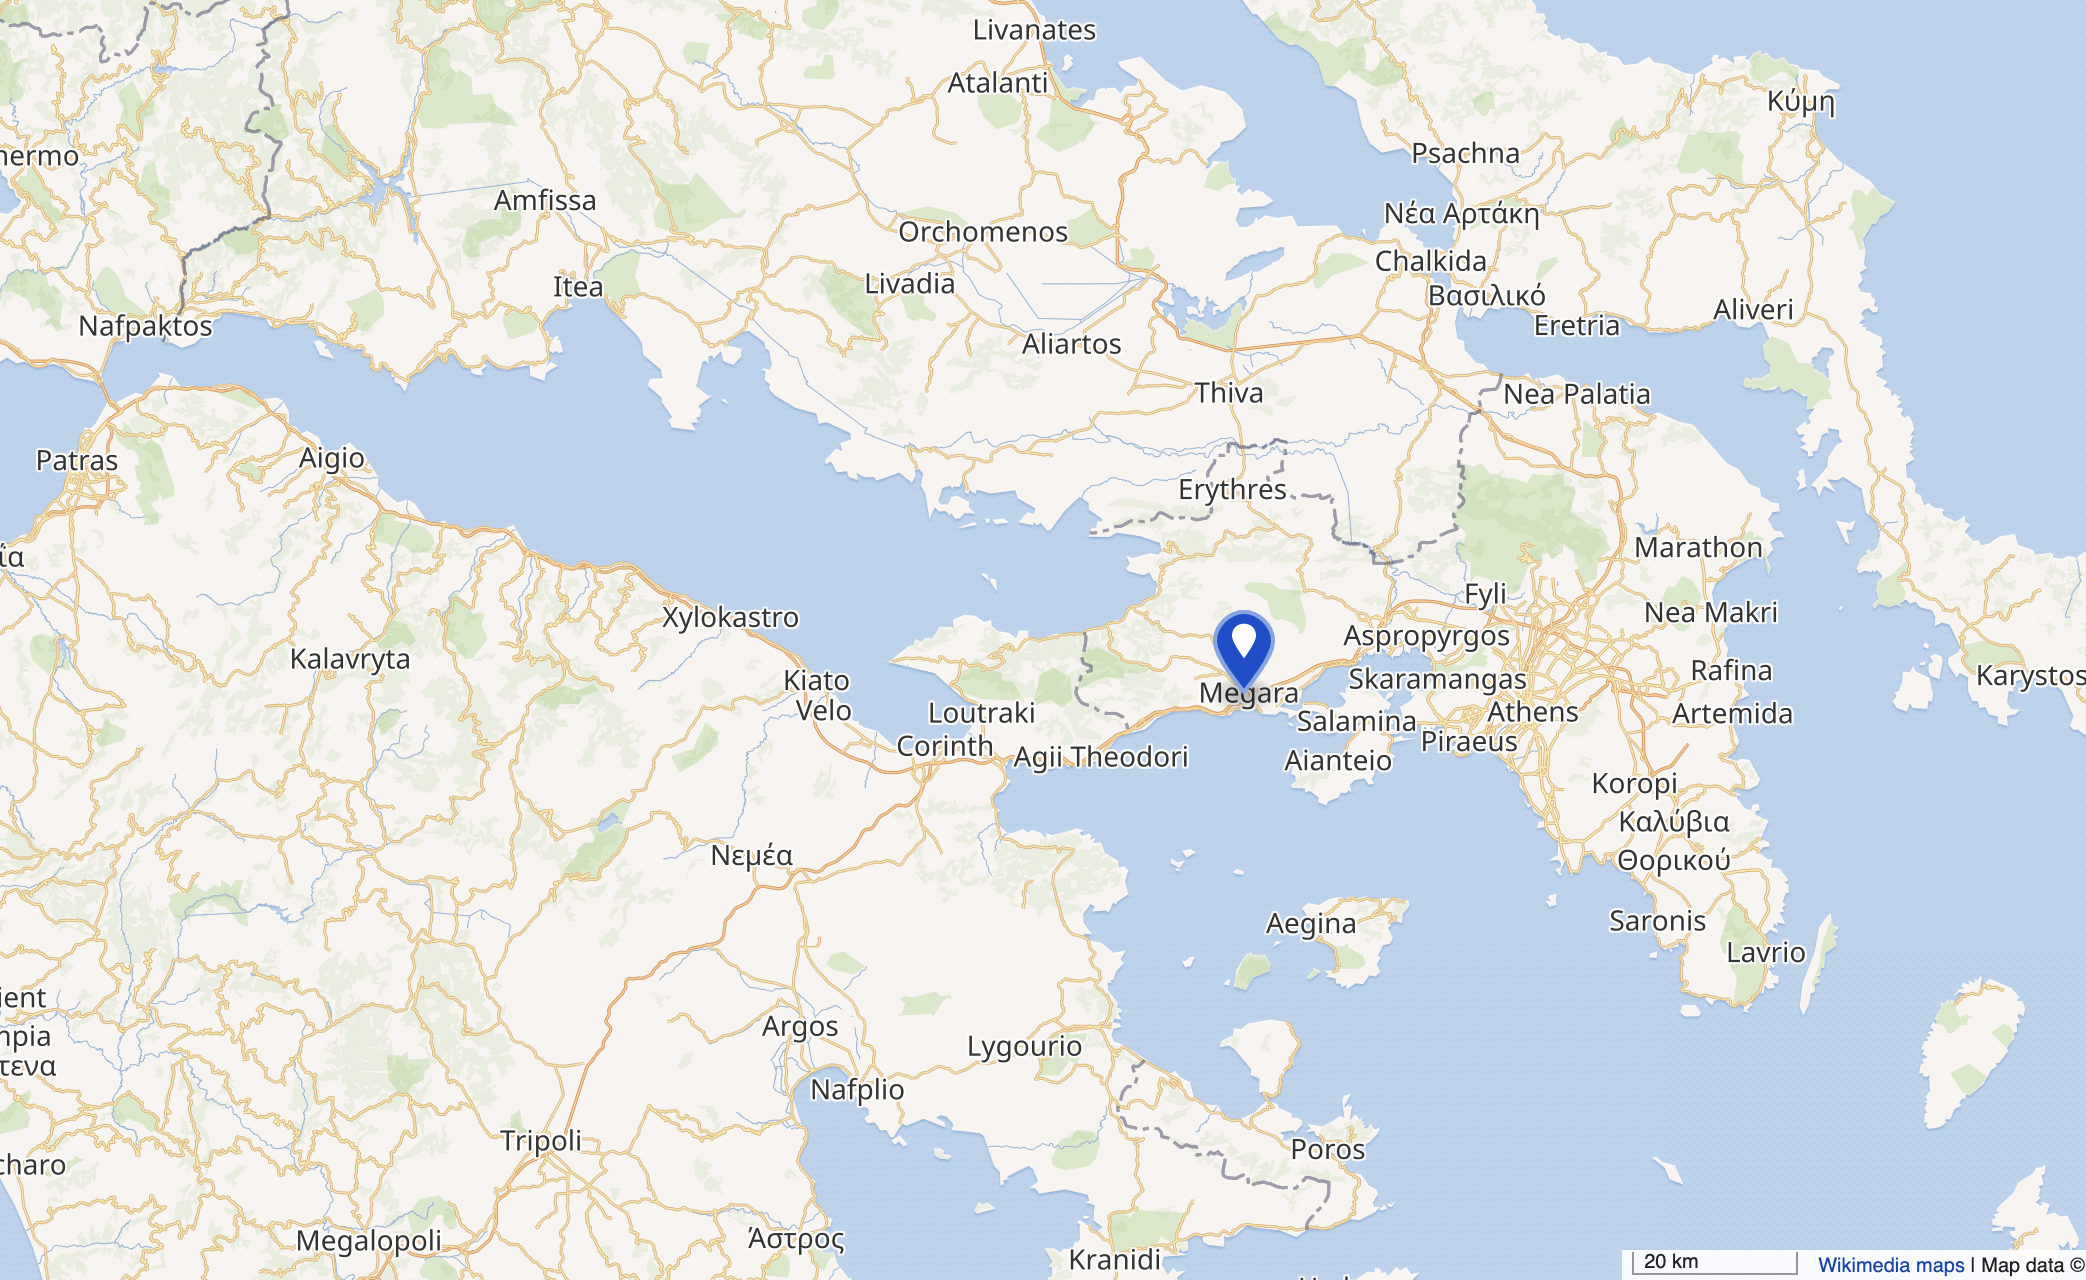 Livanates
Atalanti
Κύμη
Psachna
hermo
Amfissa
Νέα Αρτάκη
Orchomenos
Chalkida
Livadia
Itea
Βασιλικό
Aliveri
Nafpaktos
Eretria
Aliartos
Thiva
Nea Palatia
Patras
Aigio
Erythres
ία
Marathon
Fyli
Nea Makri
Xylokastro
Aspropyrgos
Kalavryta
Rafina
Karystos
Kiato
Skaramangas
Megara
Velo
Loutraki
Salamina
Athens
Artemida
Corinth
Piraeus
Agii Theodori
Aianteio
Koropi
Καλύβια
Θορικού
Νεμέα
Saronis
Aegina
Lavrio
ient
mpia
τενα
Argos
Lygourio
Nafplio
Tripoli
Poros
charo
Megalopoli
Άστρος
Kranidi
20 km
Wikimedia maps | Map data ©